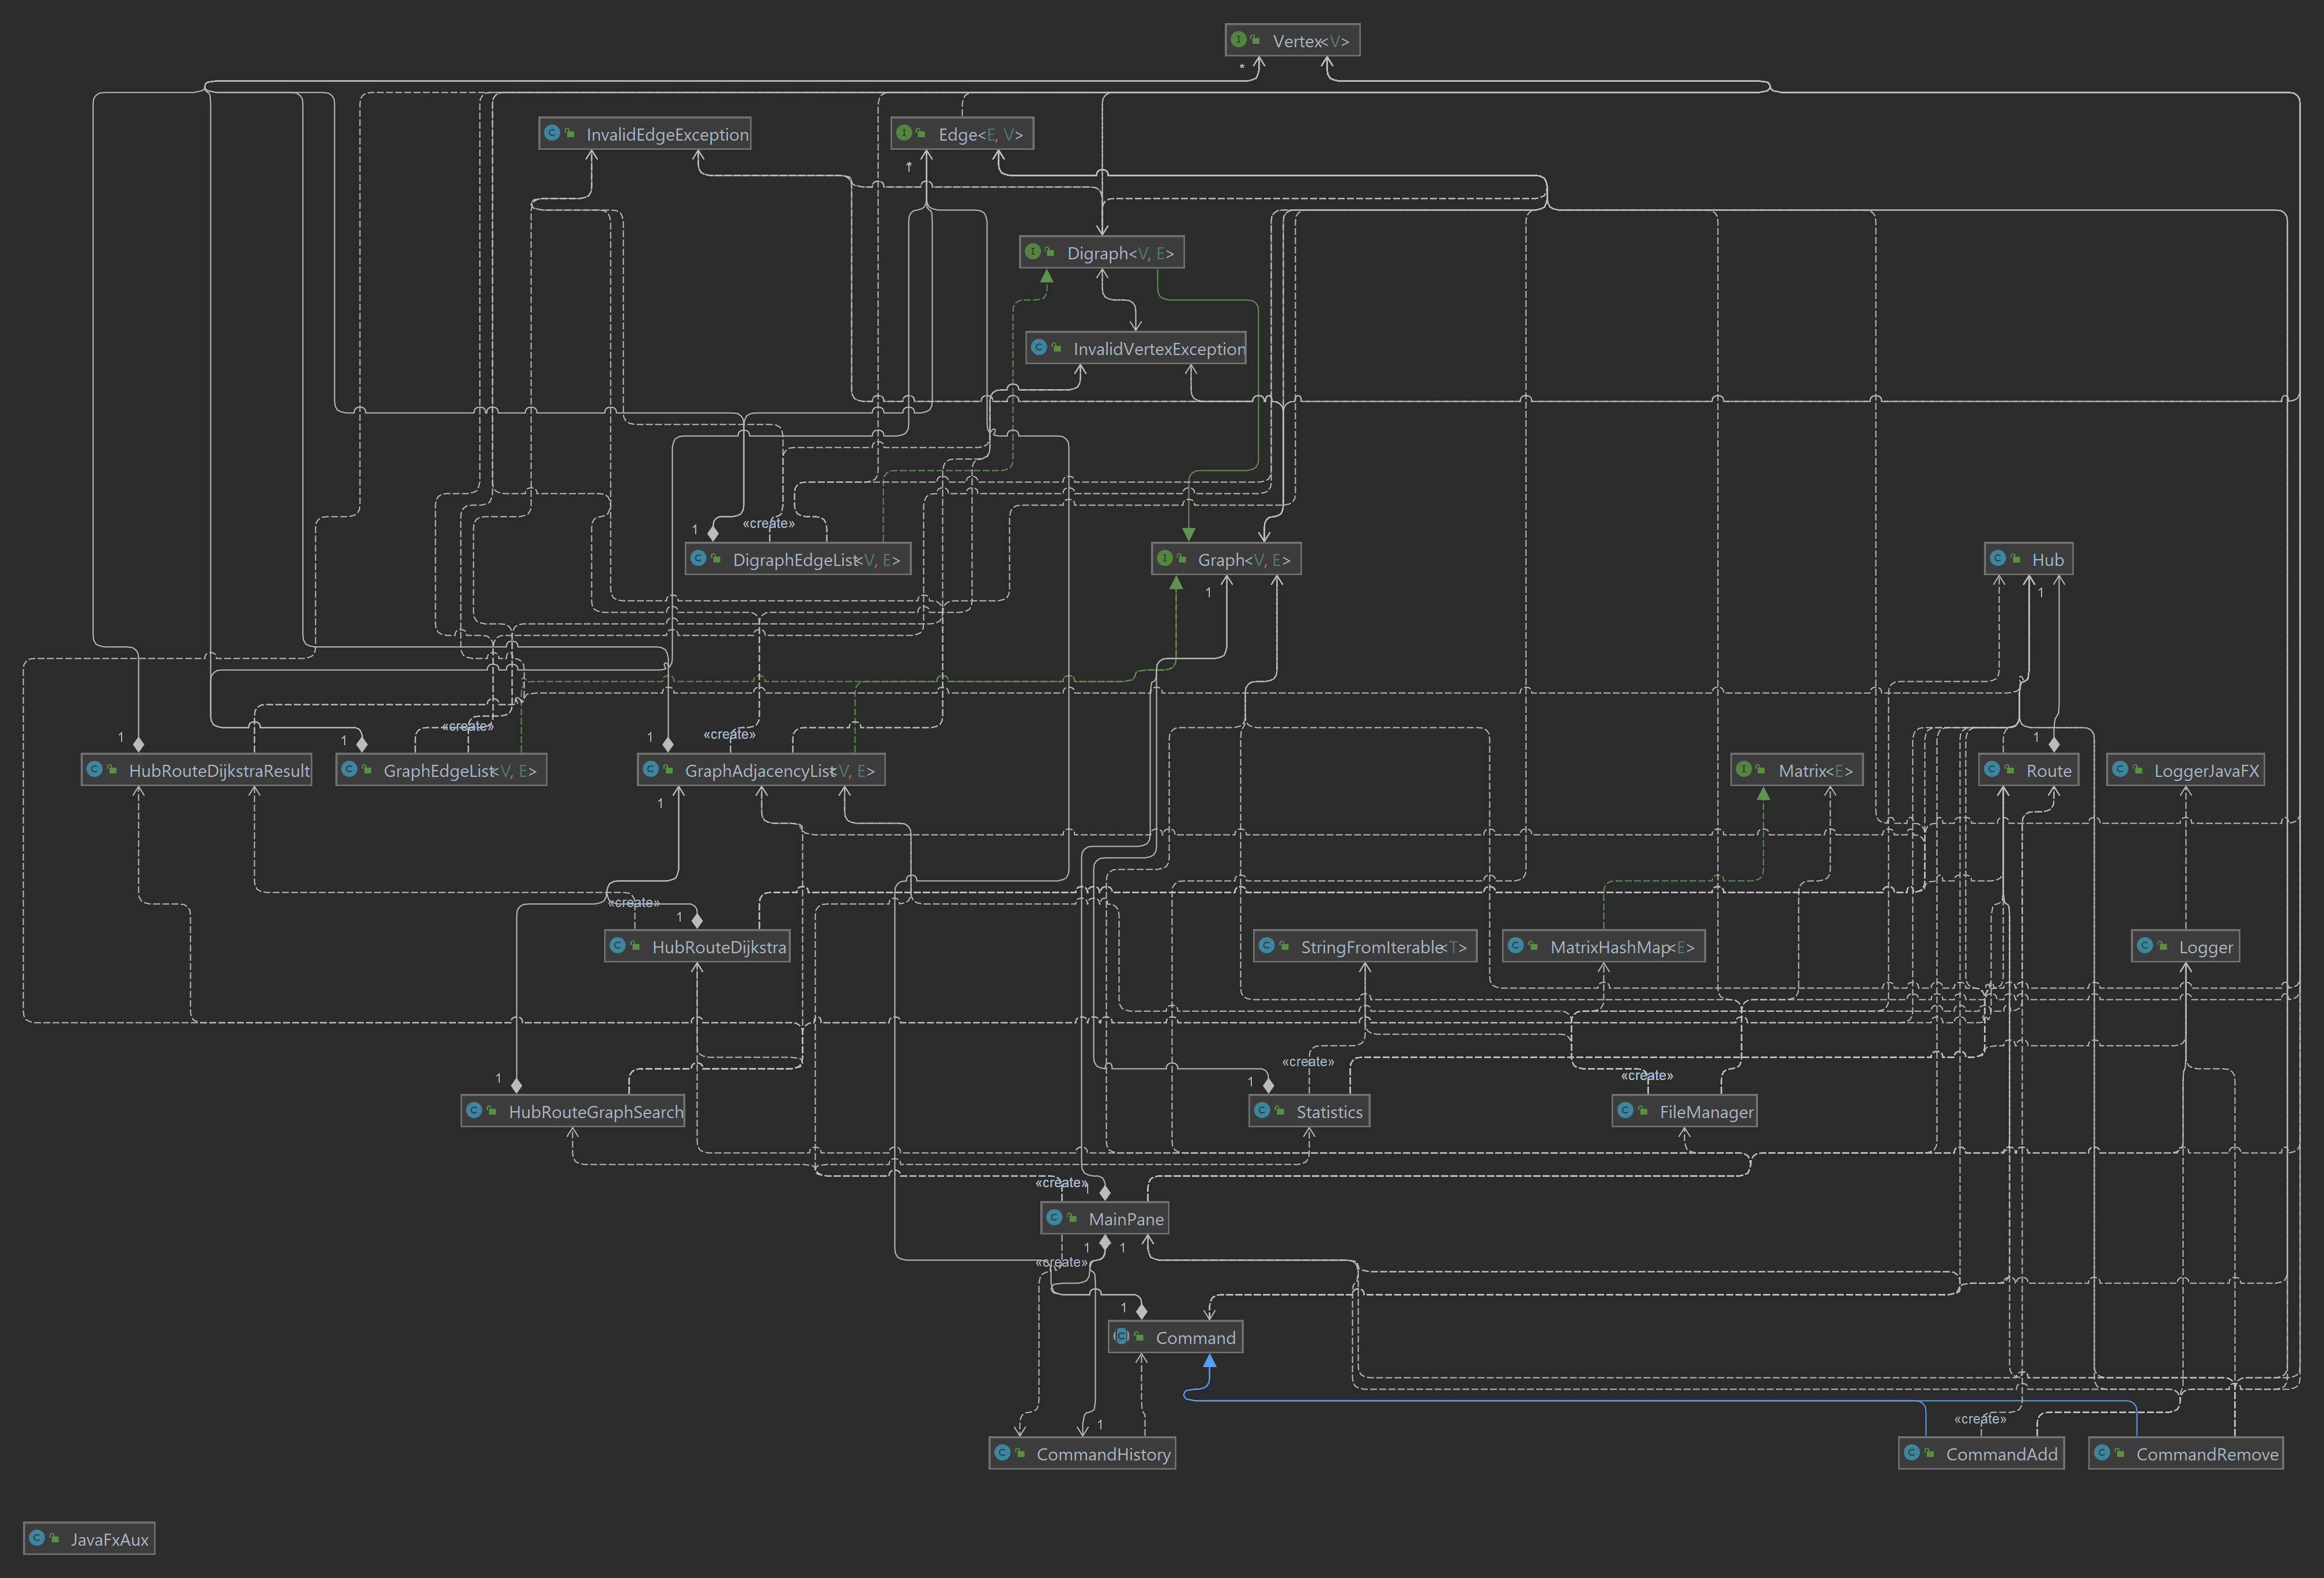 Vertex<V>
*
InvalidEdgeException
Edge<E, V>
Digraph<V, E>
InvalidVertexException
1
«create»
DigraphEdgeList<V, E>
Graph<V, E>
Hub
1
1
«create»
«create»
1
1
1
1
HubRouteDijkstraResult
GraphEdgeList<V, E>
GraphAdjacencyList<V, E>
Matrix<E>
Route
LoggerJavaFX
1
«create»
1
HubRouteDijkstra
StringFromIterable<T>
MatrixHashMap<E>
Logger
«create»
«create»
1
1
HubRouteGraphSearch
Statistics
FileManager
«create»
1
MainPane
1
1
«create»
1
Command
1
«create»
CommandHistory
CommandAdd
CommandRemove
JavaFxAux